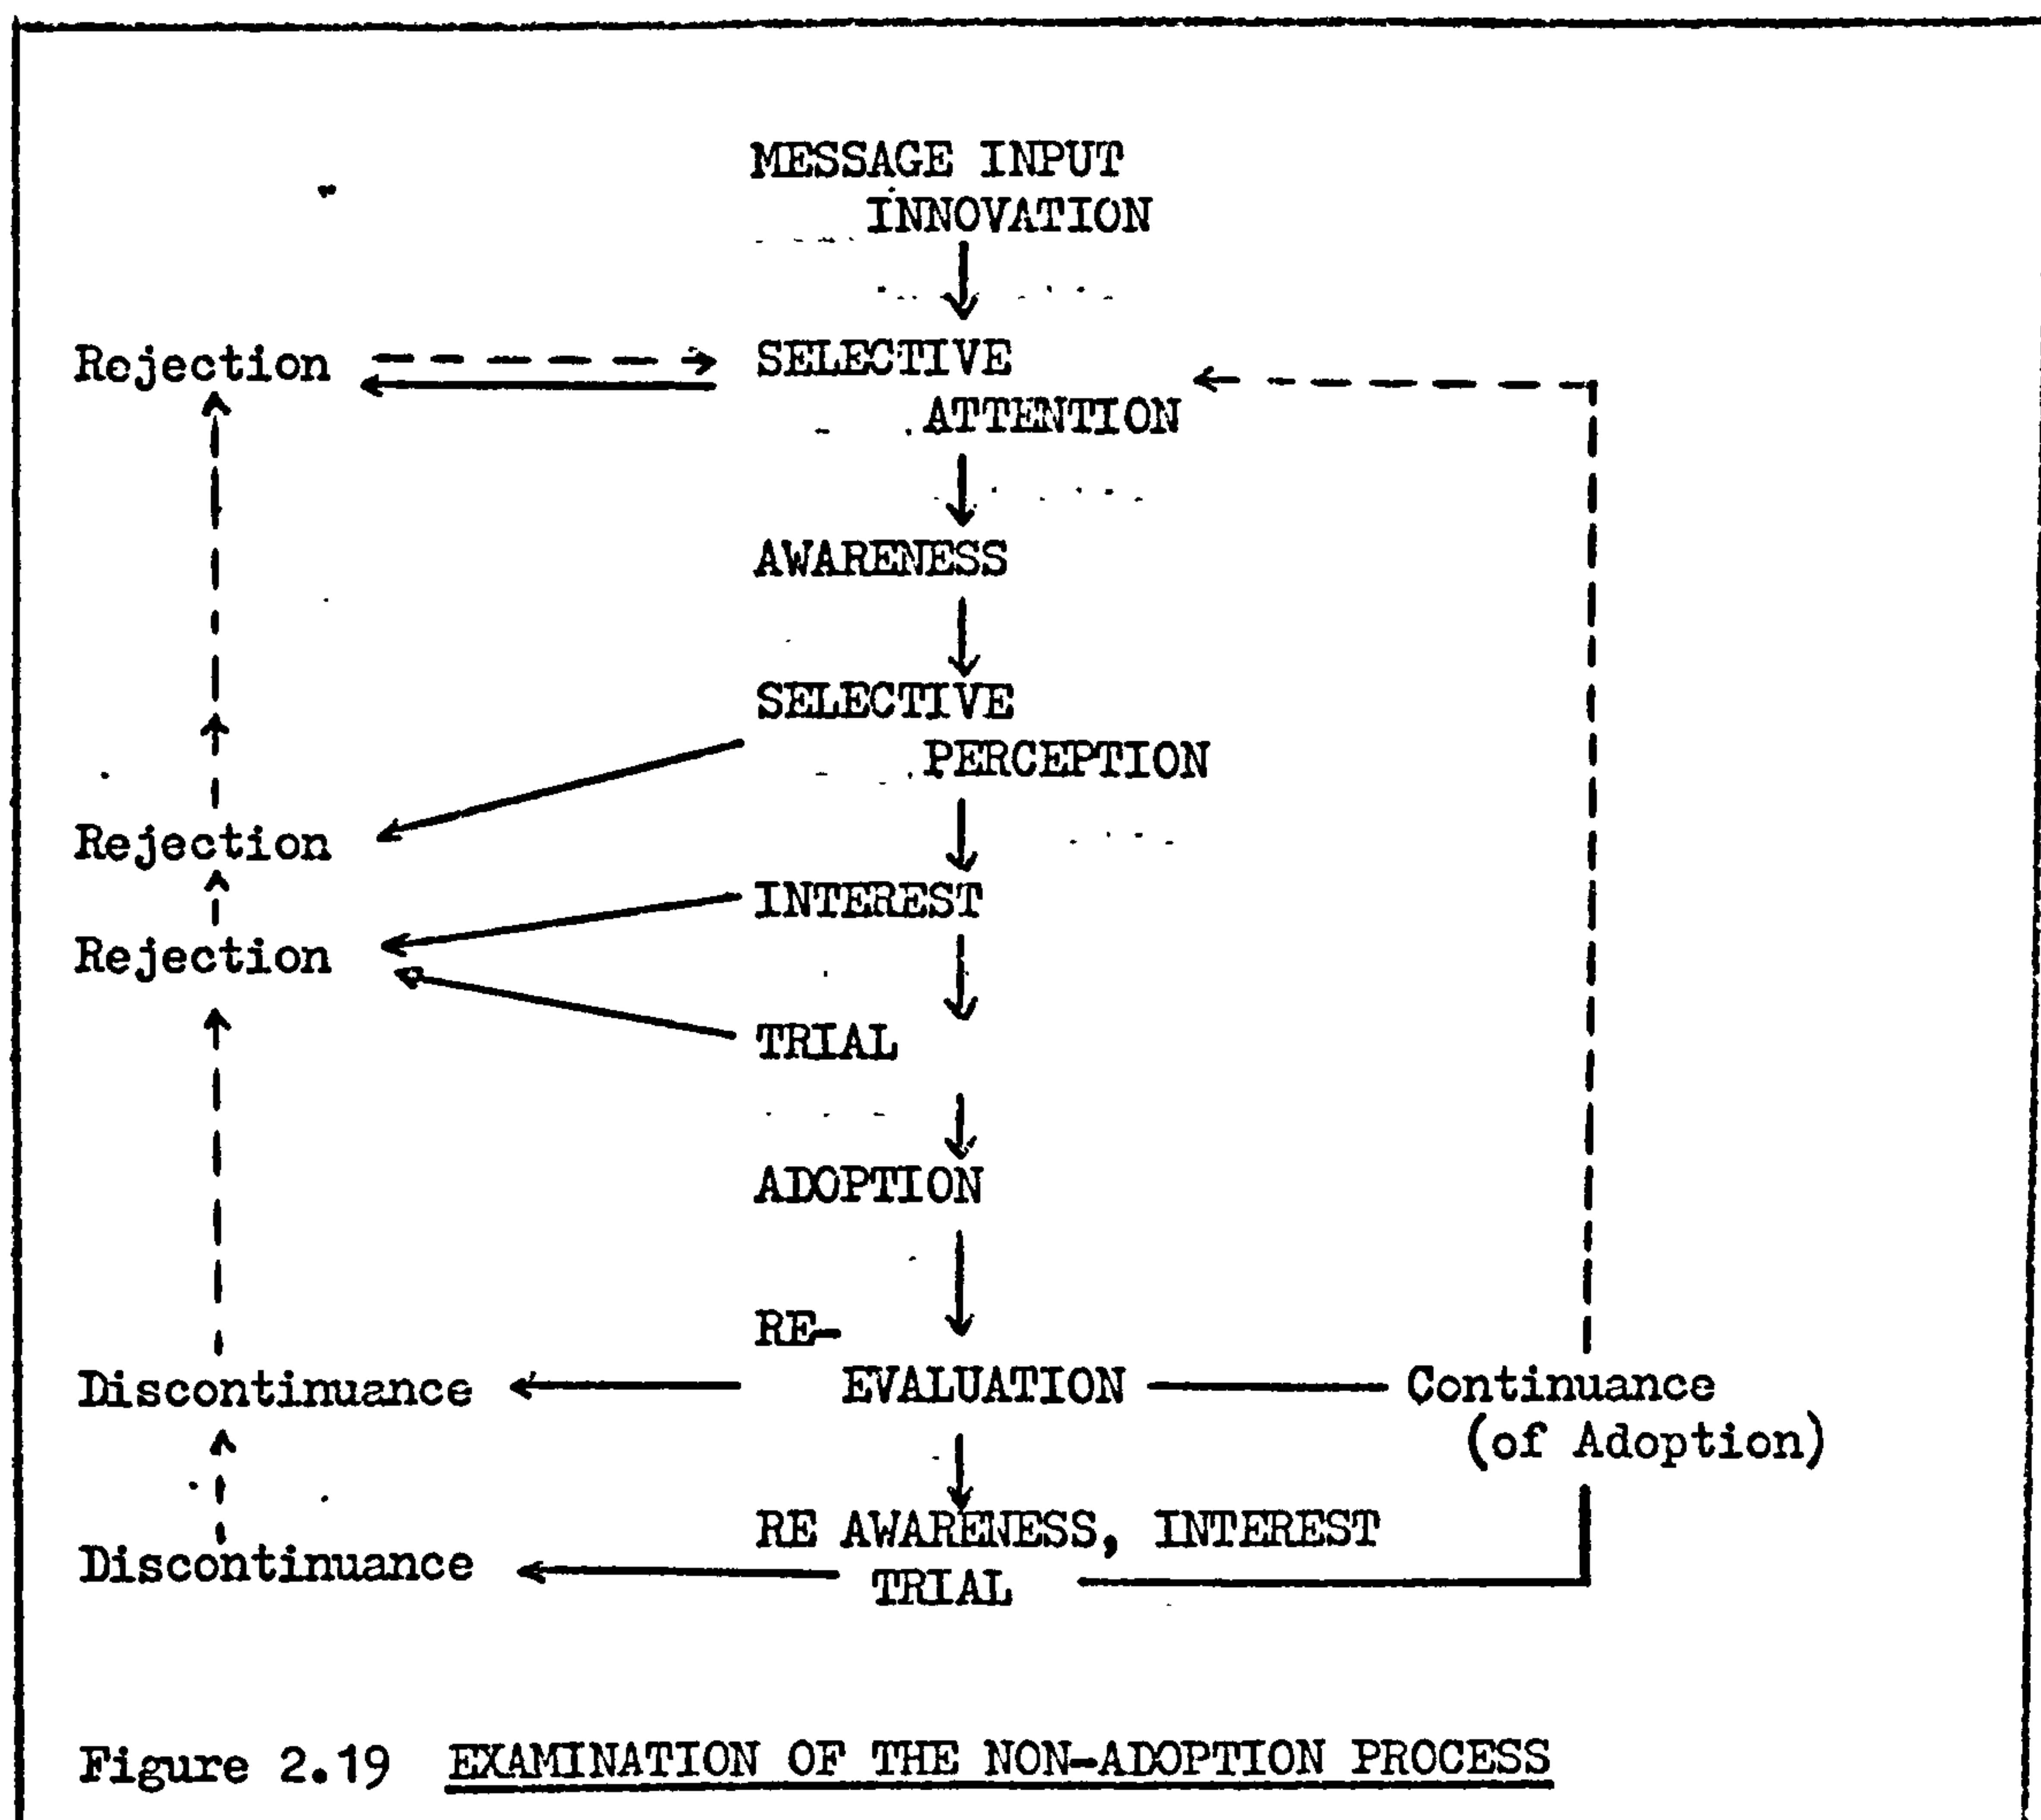 MESSAGE INPUT
INNOVATION
Rejection
SELECTIVE
ATTENTION
AWARENESS
SELECTIVE
PERCEPTION
Rejection
INTEREST
Rejection
TRIAL
ADOPTION
RE-
Discontinuance
EVALUATION
Continuance
(of Adoption)
RE AWARENESS, INTEREST
Discontinuance
TRIAL
Figure 2.19 EXAMINATION OF THE NON-ADOPTION PROCESS